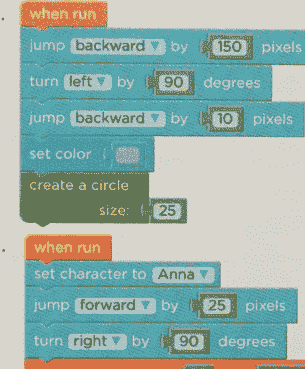 when run
jump backward ▼ by 150 pixels
turn left ▼ by 90 degrees
jump backward ▼ by 10 pixels
set color
create a circle
size: 25
when run
set character to Anna ▼
jump forward ▼ by 25 pixels
turn right ▼ by 90 degrees